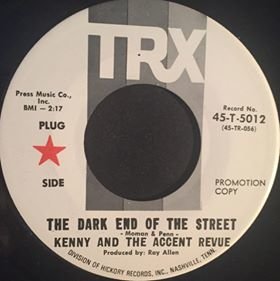 TRX
Press Music Co.,
Inc.
BMI – 2:17
Record No.
45-T-5012
(45-TR-056)
PLUG
SIDE
PROMOTION
COPY
THE DARK END OF THE STREET
- Moman & Penn -
KENNY AND THE ACCENT REVUE
Produced by: Ray Allen
DIVISION OF HICKORY RECORDS, INC., NASHVILLE, TENN.